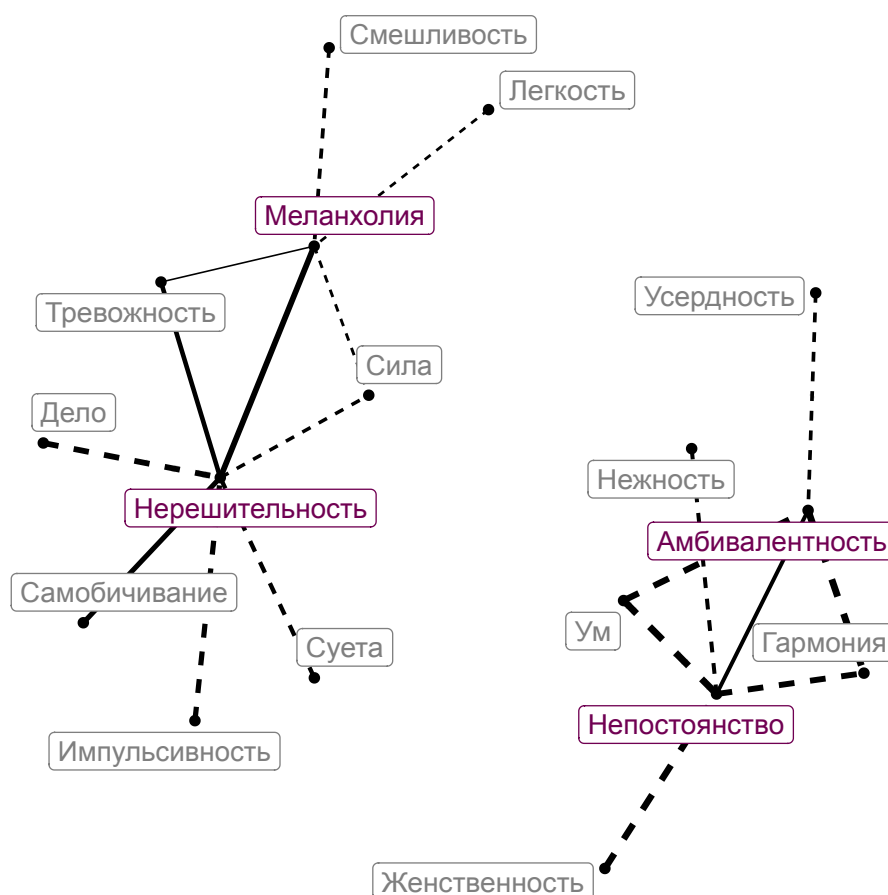 Смешливость
Легкость
Меланхолия
Усердность
Тревожность
Сила
Дело
Нежность
Нерешительность
Амбивалентность
Самобичивание
Ум
Суета
Гармония
Непостоянство
Импульсивность
Женственность